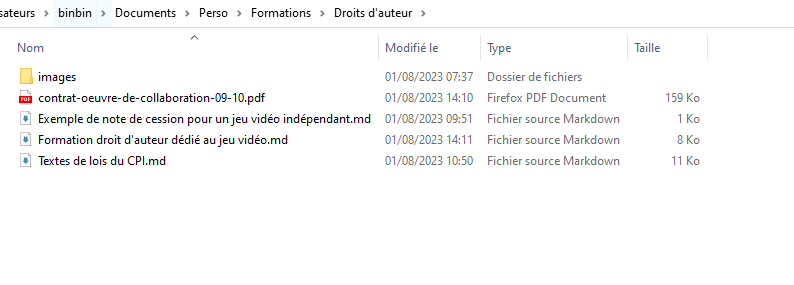 sateurs > binbin > Documents > Perso > Formations > Droits d'auteur >
Nom Modifié le Type Taille
images 01/08/2023 07:37 Dossier de fichiers
PDF contrat-oeuvre-de-collaboration-09-10.pdf 01/08/2023 14:10 Firefox PDF Document 159 Ko
Exemple de note de cession pour un jeu vidéo indépendant.md 01/08/2023 09:51 Fichier source Markdown 1 Ko
Formation droit d'auteur dédié au jeu vidéo.md 01/08/2023 14:11 Fichier source Markdown 8 Ko
Textes de lois du CPI.md 01/08/2023 10:50 Fichier source Markdown 11 Ko